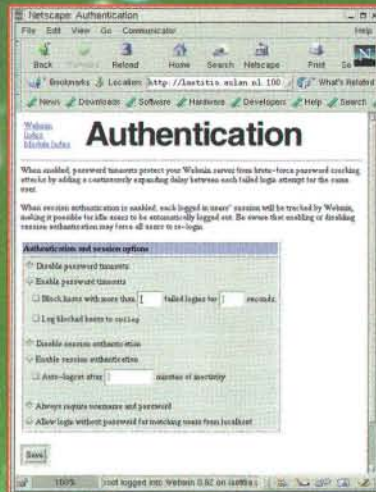 Netscape: Authentication
File Edit View Go Communicator Help
Back Reload Home Search Netscape Print
Bookmarks Location: http://laetitia.aulan.nl:100 What's Related
News Downloads Software Hardware Developers Help Search
Webmin
Index
Module Index
Authentication
When enabled, password timeouts protect your Webmin server from brute-force password cracking
attacks by adding a continuously expanding delay between each failed login attempt for the same
user.
When session authentication is enabled, each logged in users' session will be tracked by Webmin,
making it possible for idle users to be automatically logged out. Be aware that enabling or disabling
session authentication may force all users to re-login.
Authentication and session options
Disable password timeouts
Enable password timeouts
Block hosts with more than failed logins for seconds.
Log blocked hosts to syslog
Disable session authentication
Enable session authentication
Auto-logout after minutes of inactivity
Always require username and password
Allow login without password for matching users from localhost
Save
100% root logged into Webmin 0.92 on